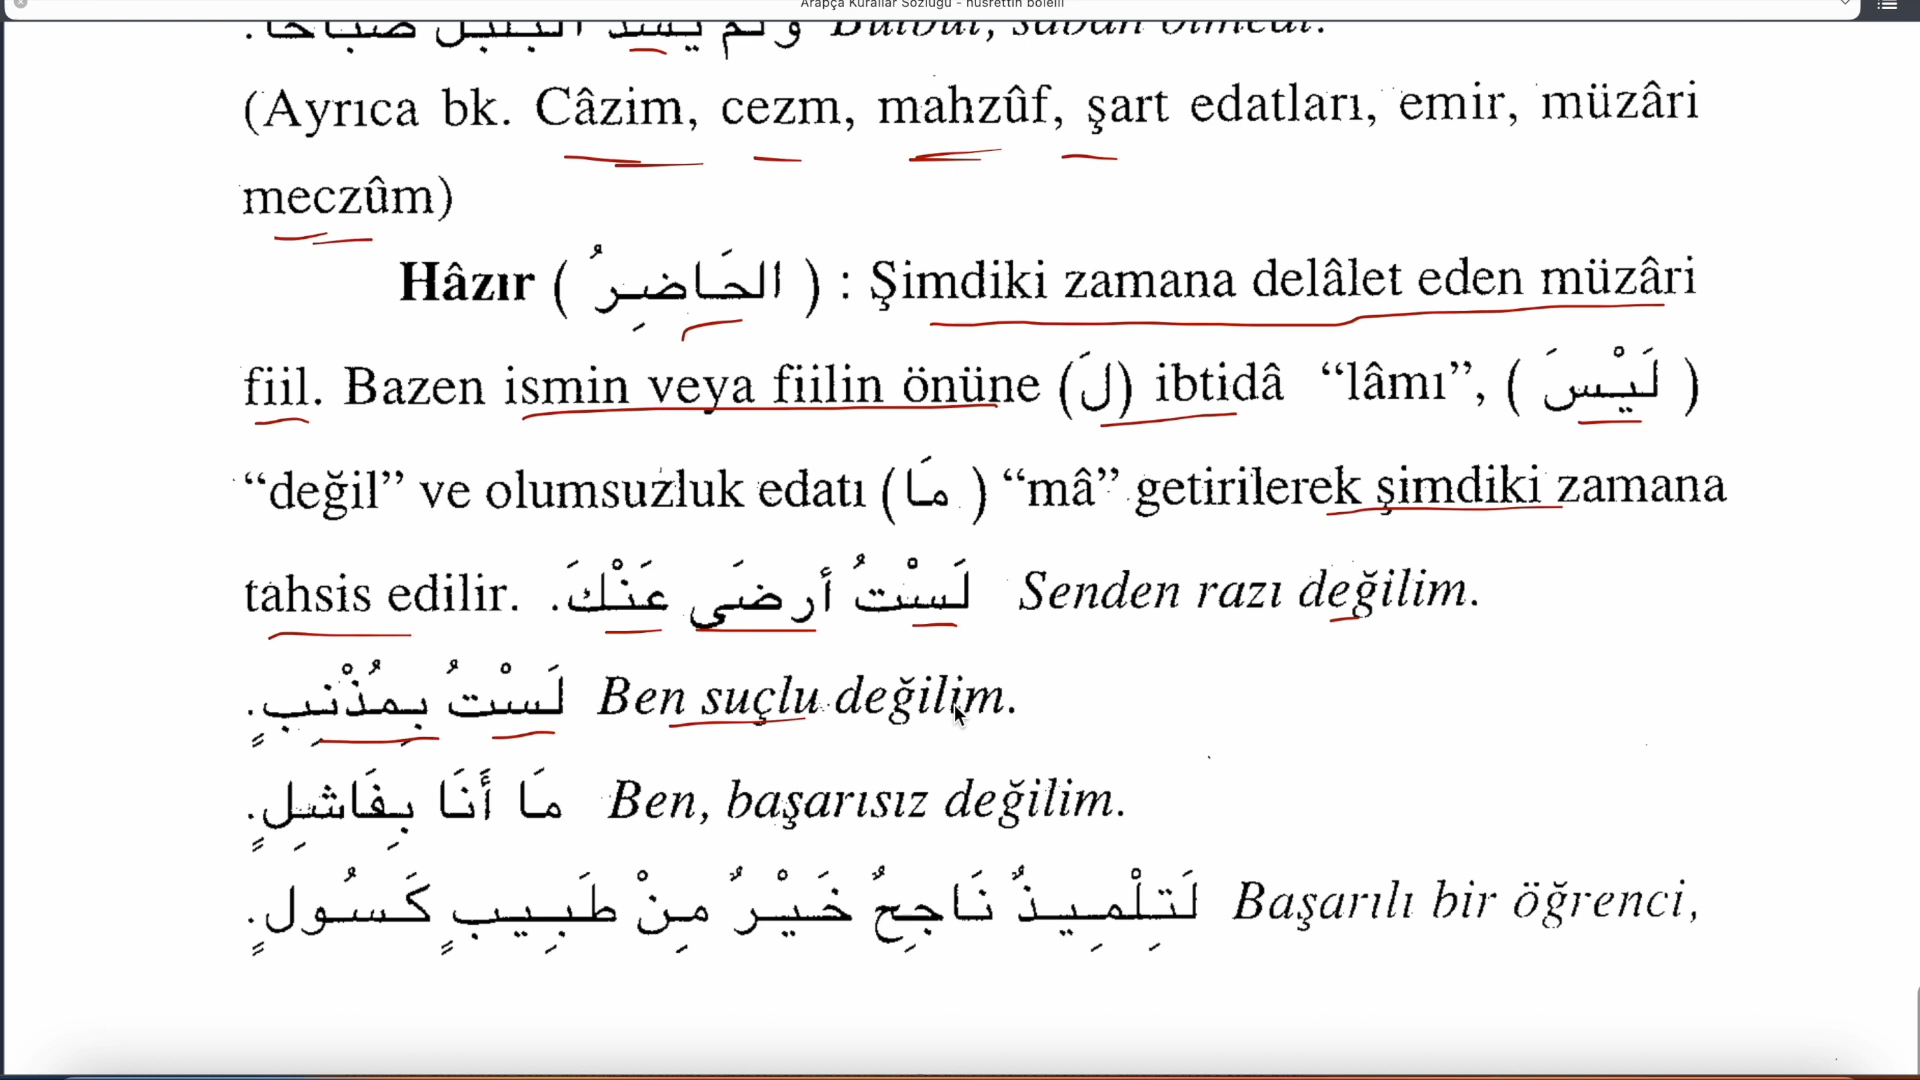 Arapça Kurallar Sözlüğü - nusrettin bolelli
(Ayrıca bk. Câzim, cezm, mahzûf, şart edatları, emir, müzâri
meczûm)
Hâzır ( الحَاضِرُ ) : Şimdiki zamana delâlet eden müzâri
fiil. Bazen ismin veya fiilin önüne (لَ) ibtidâ “lâmı”, ( لَيْسَ )
“değil” ve olumsuzluk edatı (مَا ) “mâ” getirilerek şimdiki zamana
tahsis edilir. لَسْتُ أرضَى عَنْكَ. Senden razı değilim.
لَسْتُ بِمُذْنِبٍ. Ben suçlu değilim.
مَا أَنَا بِفَاشِلٍ. Ben, başarısız değilim.
لَتِلْمِيذٌ نَاجِحٌ خَيْرٌ مِنْ طَبِيبٍ كَسُولٍ. Başarılı bir öğrenci,